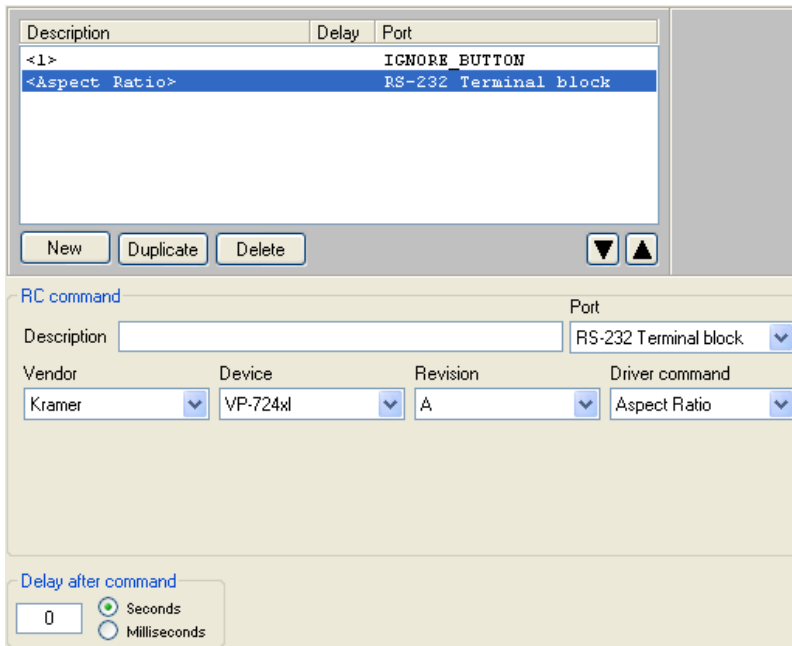 Description Delay Port
<1> IGNORE_BUTTON
<Aspect Ratio> RS-232 Terminal block
New Duplicate Delete
RC command
Port
Description RS-232 Terminal block
Vendor Device Revision Driver command
Kramer VP-724xl A Aspect Ratio
Delay after command
0 Seconds
Milliseconds